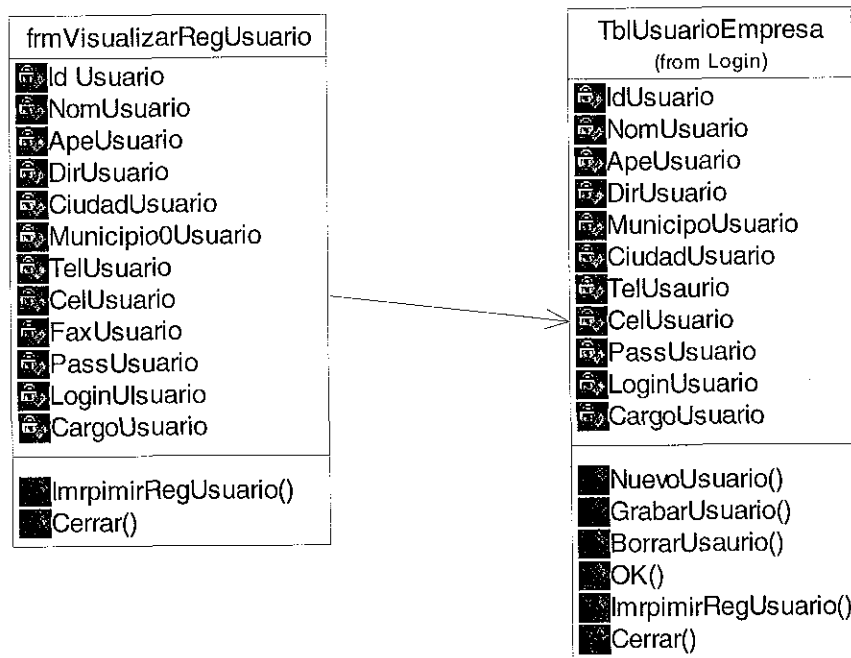 frmVisualizarRegUsuario
Id Usuario
NomUsuario
ApeUsuario
DirUsuario
CiudadUsuario
Municipio0Usuario
TelUsuario
CelUsuario
FaxUsuario
PassUsuario
LoginUIsuario
CargoUsuario
ImrpimirRegUsuario()
Cerrar()
TblUsuarioEmpresa
(from Login)
IdUsuario
NomUsuario
ApeUsuario
DirUsuario
MunicipoUsuario
CiudadUsuario
TelUsaurio
CelUsuario
PassUsuario
LoginUsuario
CargoUsuario
NuevoUsuario()
GrabarUsuario()
BorrarUsaurio()
OK()
ImrpimirRegUsuario()
Cerrar()